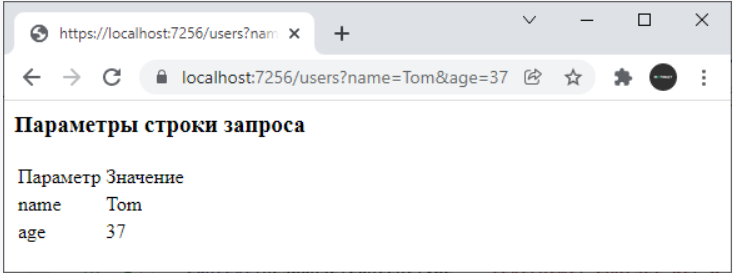 https://localhost:7256/users?nam
localhost:7256/users?name=Tom&age=37
Параметры строки запроса
Параметр Значение
name Tom
age 37